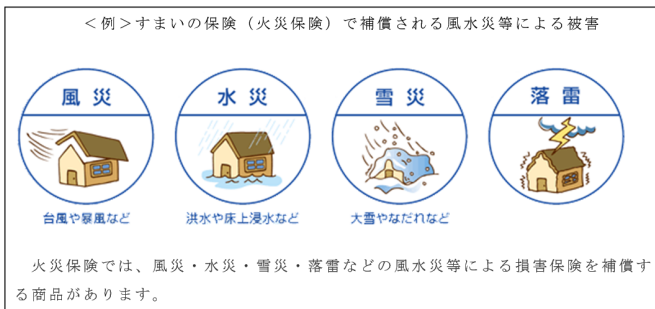 ＜例＞すまいの保険（火災保険）で補償される風水災等による被害
風災
水災
雪災
落雷
台風や暴風など
洪水や床上浸水など
大雪やなだれなど
火災保険では、風災・水災・雪災・落雷などの風水災等による損害保険を補償す
る商品があります。